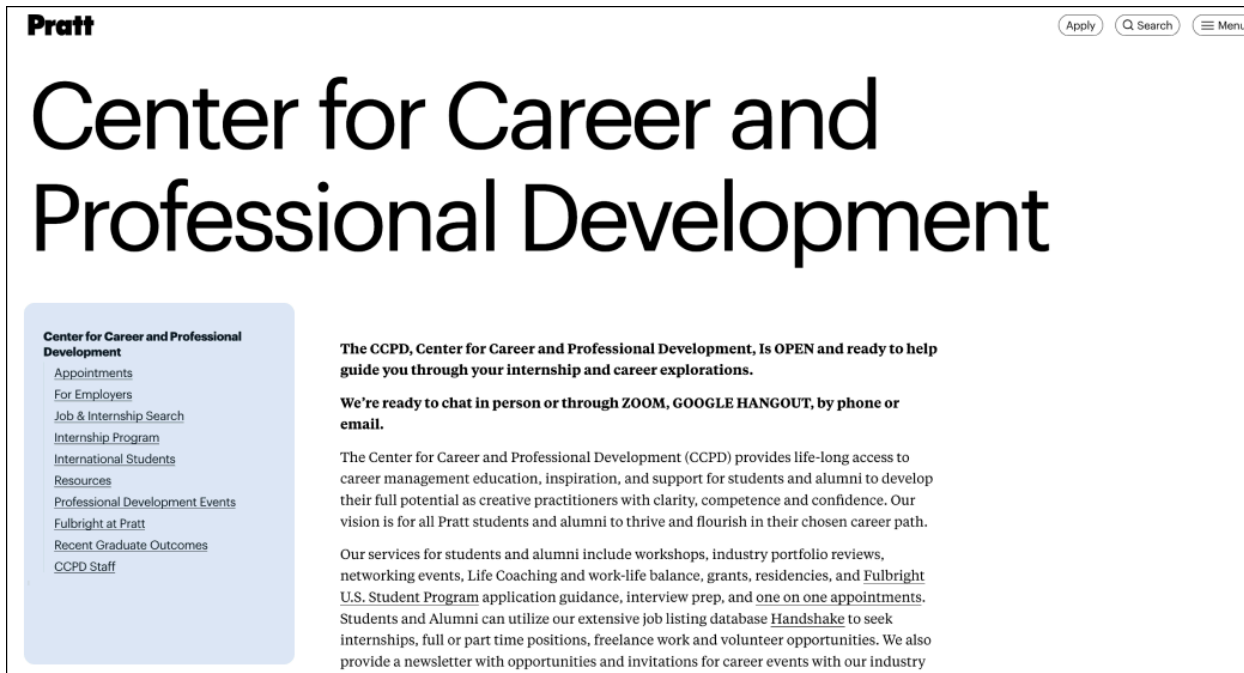 Pratt
Apply
Search
Menu
Center for Career and
Professional Development
Center for Career and Professional
Development
Appointments
For Employers
Job & Internship Search
Internship Program
International Students
Resources
Professional Development Events
Fulbright at Pratt
Recent Graduate Outcomes
CCPD Staff
The CCPD, Center for Career and Professional Development, Is OPEN and ready to help
guide you through your internship and career explorations.
We’re ready to chat in person or through ZOOM, GOOGLE HANGOUT, by phone or
email.
The Center for Career and Professional Development (CCPD) provides life-long access to
career management education, inspiration, and support for students and alumni to develop
their full potential as creative practitioners with clarity, competence and confidence. Our
vision is for all Pratt students and alumni to thrive and flourish in their chosen career path.
Our services for students and alumni include workshops, industry portfolio reviews,
networking events, Life Coaching and work-life balance, grants, residencies, and Fulbright
U.S. Student Program application guidance, interview prep, and one on one appointments.
Students and Alumni can utilize our extensive job listing database Handshake to seek
internships, full or part time positions, freelance work and volunteer opportunities. We also
provide a newsletter with opportunities and invitations for career events with our industry